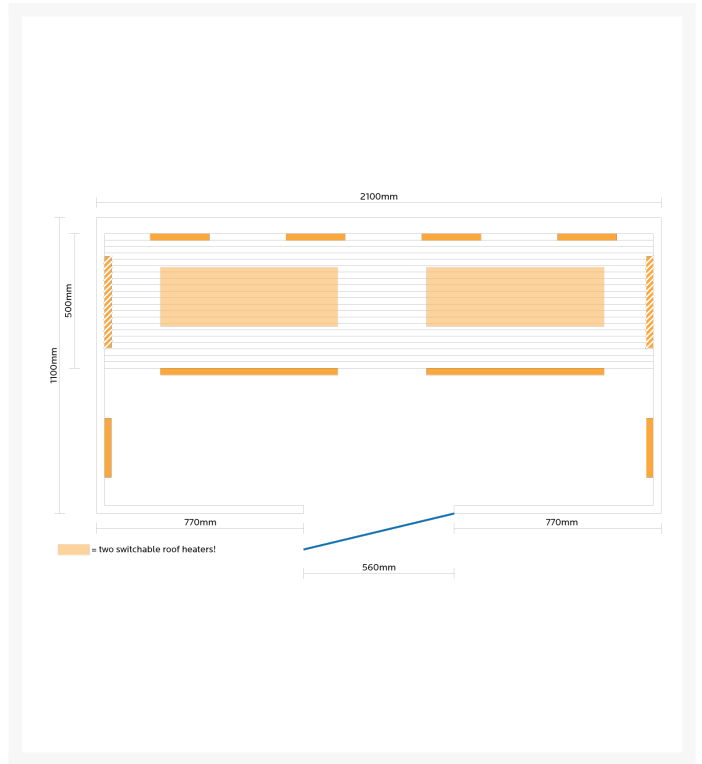 2100mm
500mm
1100mm
770mm
770mm
= two switchable roof heaters!
560mm